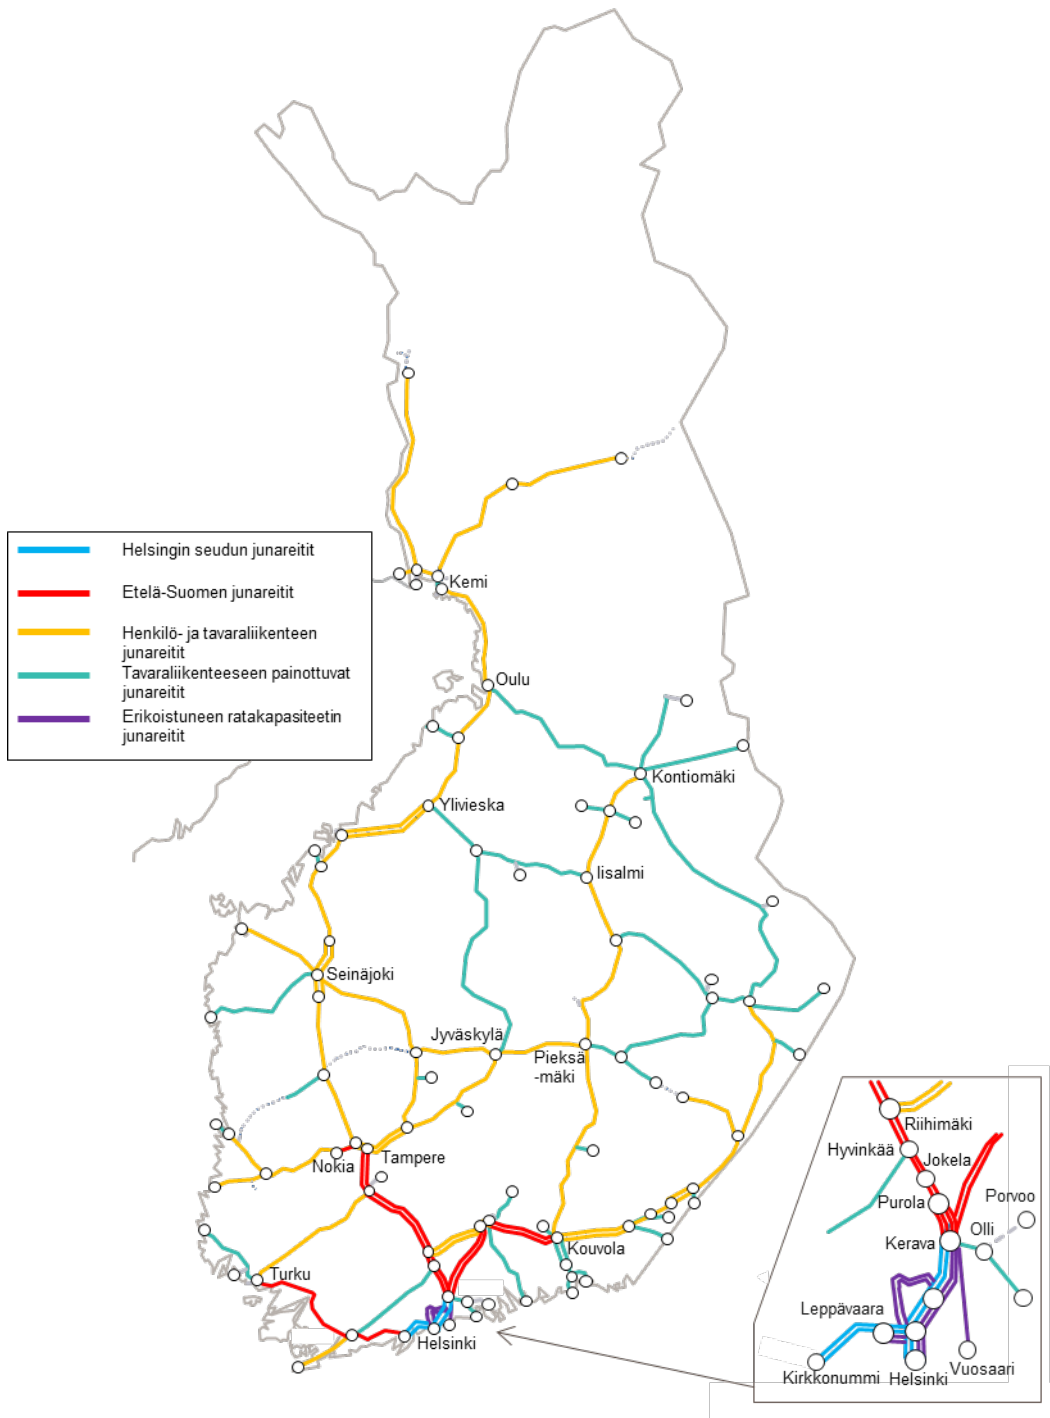 Helsingin seudun junareitit
Etelä-Suomen junareitit
Henkilö- ja tavaraliikenteen
junareitit
Tavaraliikenteeseen painottuvat
junareitit
Erikoistuneen ratakapasiteetin
junareitit
Kemi
Oulu
Kontiomäki
Ylivieska
Iisalmi
Seinäjoki
Jyväskylä
Pieksä
-mäki
Nokia
Tampere
Kouvola
Turku
Helsinki
Riihimäki
Hyvinkää
Jokela
Purola
Porvoo
Kerava
Olli
Leppävaara
Vuosaari
Kirkkonummi
Helsinki